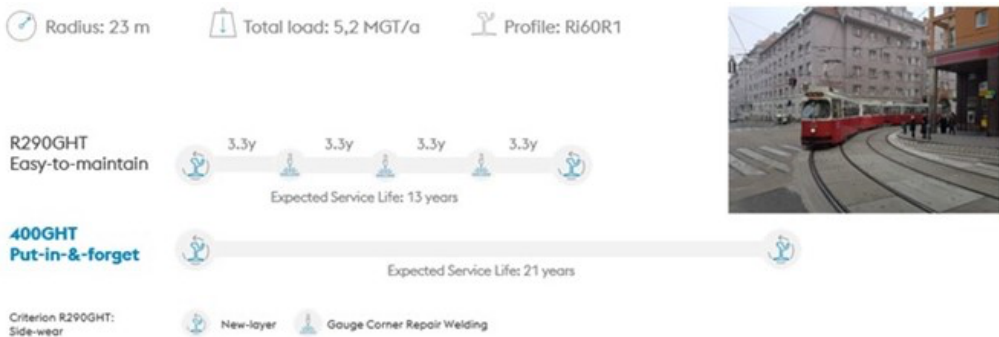 Radius: 23 m
Total load: 5,2 MGT/a
Profile: Ri60R1
R290GHT
Easy-to-maintain
3.3y
3.3y
3.3y
3.3y
Expected Service Life: 13 years
400GHT
Put-in-&-forget
Expected Service Life: 21 years
Criterion R290GHT:
Side-wear
New-layer
Gauge Corner Repair Welding